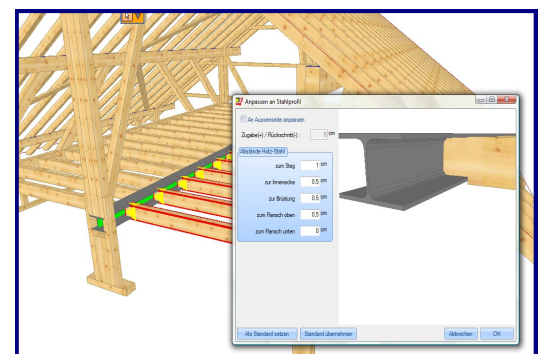 Anpassen an Stahlprofil
An Aussenseite anpassen
Zugabe(+) / Rückschnitt(-) : 0 cm
Abstände Holz-Stahl
zum Steg 1 cm
zur Innenecke 0,5 cm
zur Brüstung 0,5 cm
zum Flansch oben 0,5 cm
zum Flansch unten 0 cm
Als Standard setzen Standard übernehmen Abbrechen OK